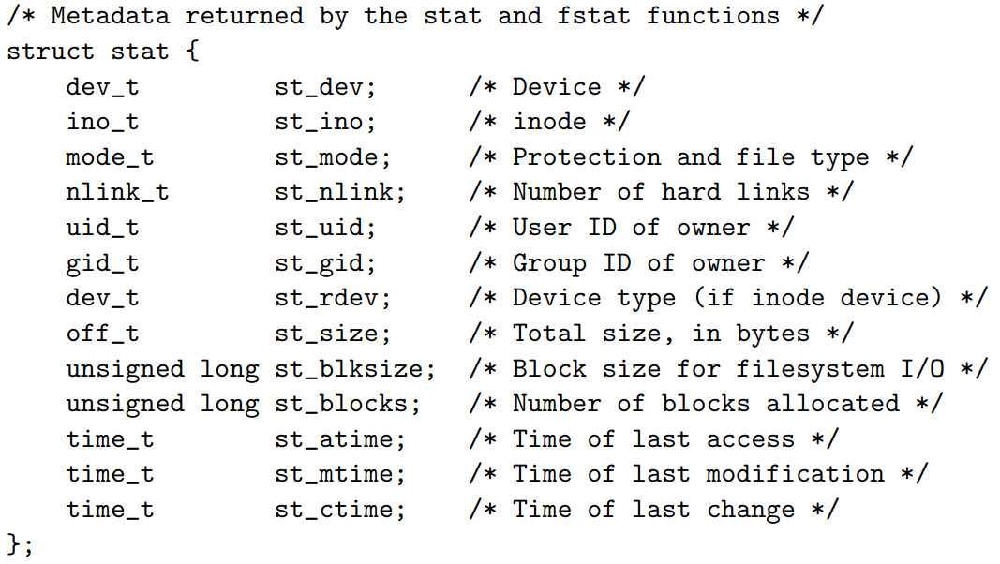 /* Metadata returned by the stat and fstat functions */
struct stat {
    dev_t         st_dev;      /* Device */
    ino_t         st_ino;      /* inode */
    mode_t        st_mode;     /* Protection and file type */
    nlink_t       st_nlink;    /* Number of hard links */
    uid_t         st_uid;      /* User ID of owner */
    gid_t         st_gid;      /* Group ID of owner */
    dev_t         st_rdev;     /* Device type (if inode device) */
    off_t         st_size;     /* Total size, in bytes */
    unsigned long st_blksize;  /* Block size for filesystem I/O */
    unsigned long st_blocks;   /* Number of blocks allocated */
    time_t        st_atime;    /* Time of last access */
    time_t        st_mtime;    /* Time of last modification */
    time_t        st_ctime;    /* Time of last change */
};